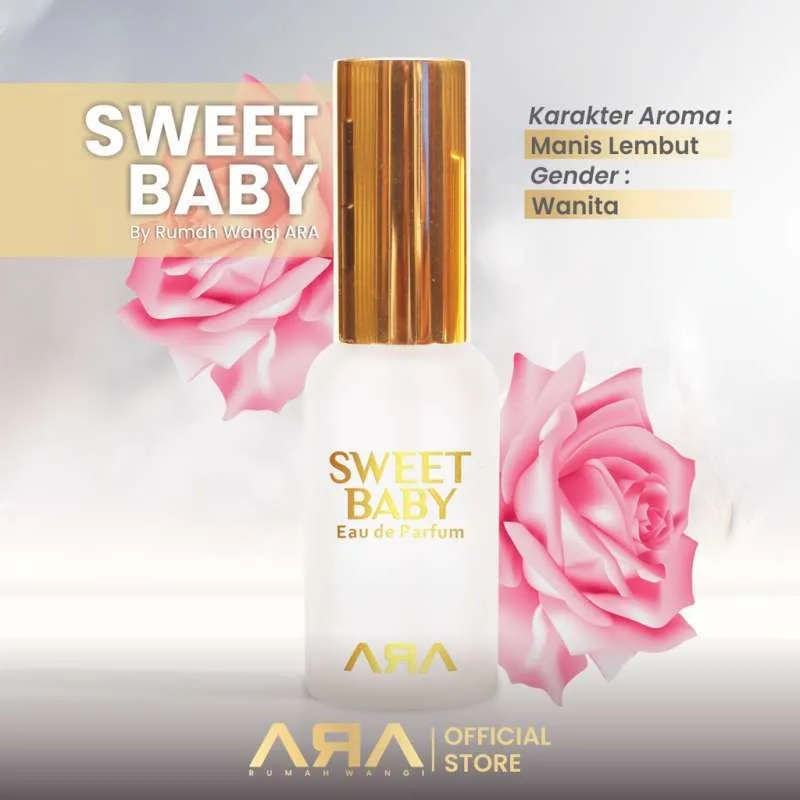 SWEET
BABY
By Rumah Wangi ARA
Karakter Aroma :
Manis Lembut
Gender :
Wanita
SWEET
BABY
Eau de Parfum
ARA
ARA
RUMAH WANGI
OFFICIAL
STORE